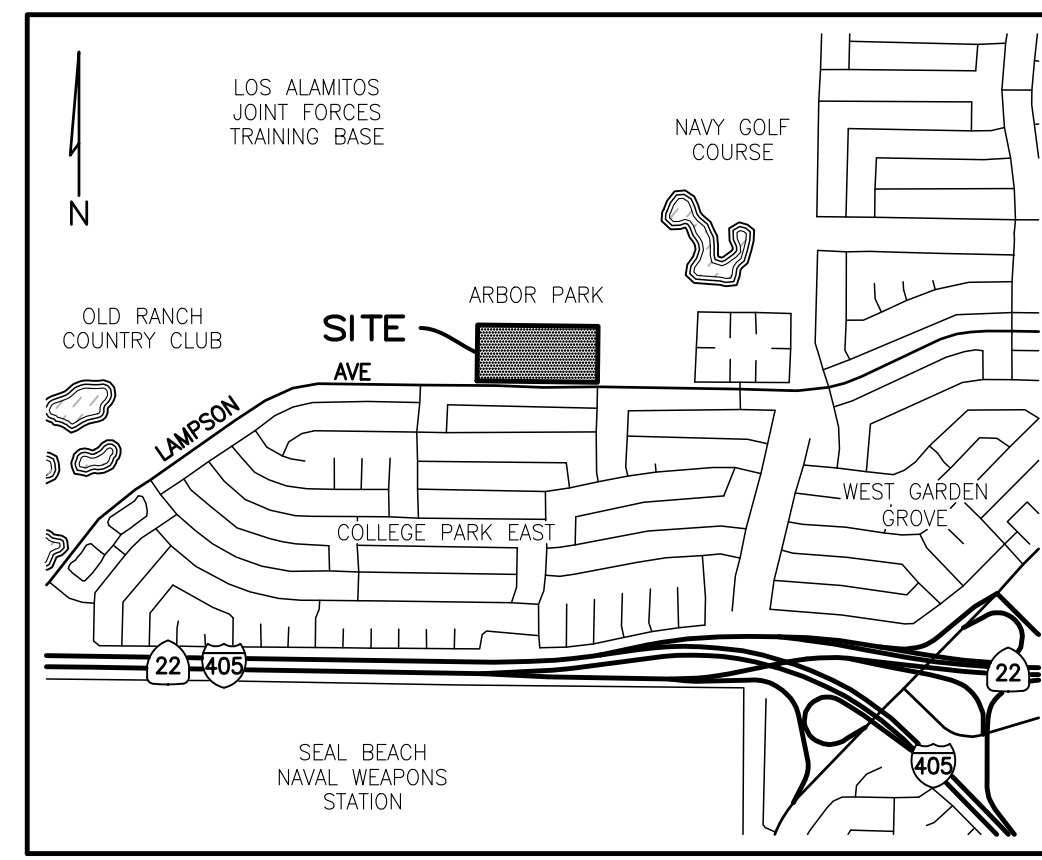 LOS ALAMITOS
JOINT FORCES
TRAINING BASE
NAVY GOLF
COURSE
N
ARBOR PARK
OLD RANCH
COUNTRY CLUB
SITE
AVE
LAMPSON
WEST GARDEN
GROVE
COLLEGE PARK EAST
22
405
22
SEAL BEACH
NAVAL WEAPONS
STATION
405